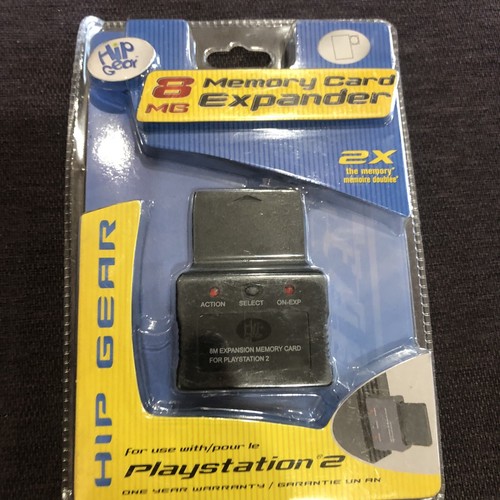 Hip
Gear
8
MB
Memory Card
Expander
2X
the memory*
mémoire doublée*
ACTION SELECT ON/EXP
8M EXPANSION MEMORY CARD
FOR PLAYSTATION 2
HIP GEAR
for use with/pour le
Playstation®2
ONE YEAR WARRANTY / GARANTIE UN AN